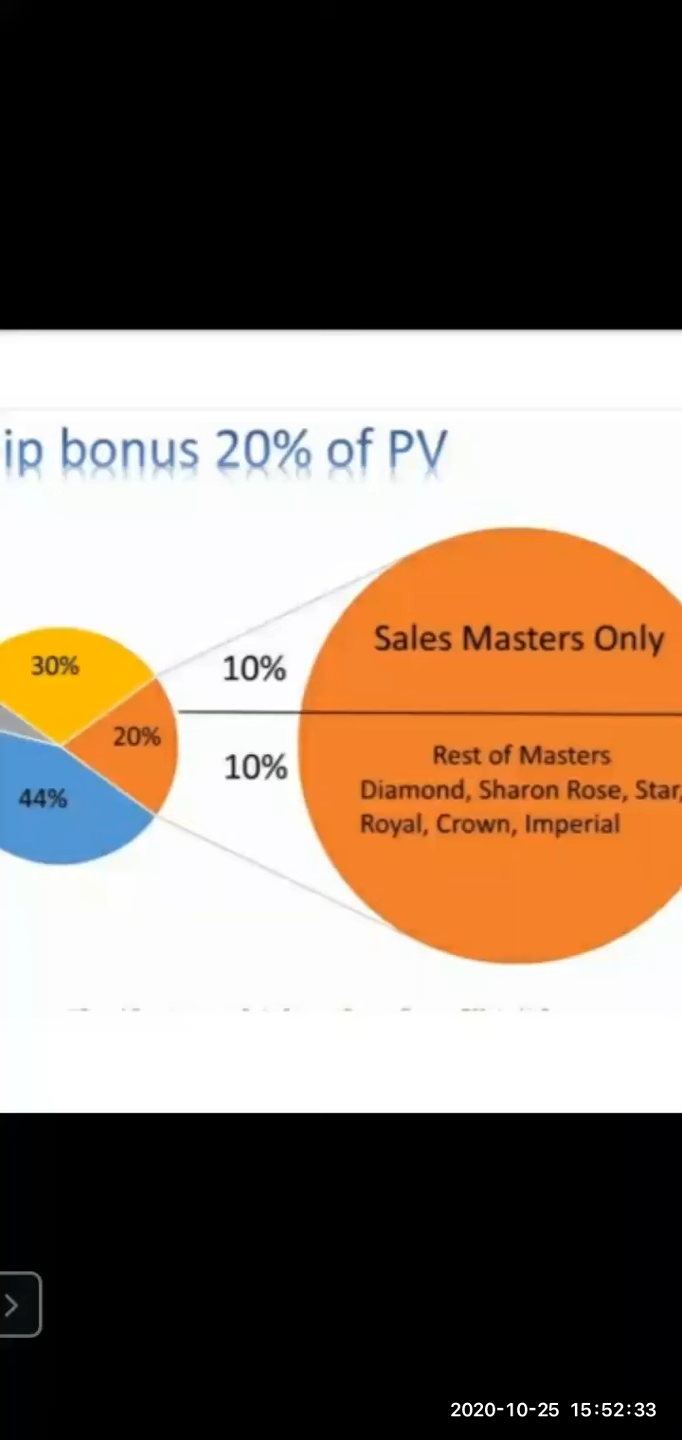 ip bonus 20% of PV
30%
20%
44%
10%
10%
Sales Masters Only
Rest of Masters
Diamond, Sharon Rose, Star,
Royal, Crown, Imperial
2020-10-25 15:52:33